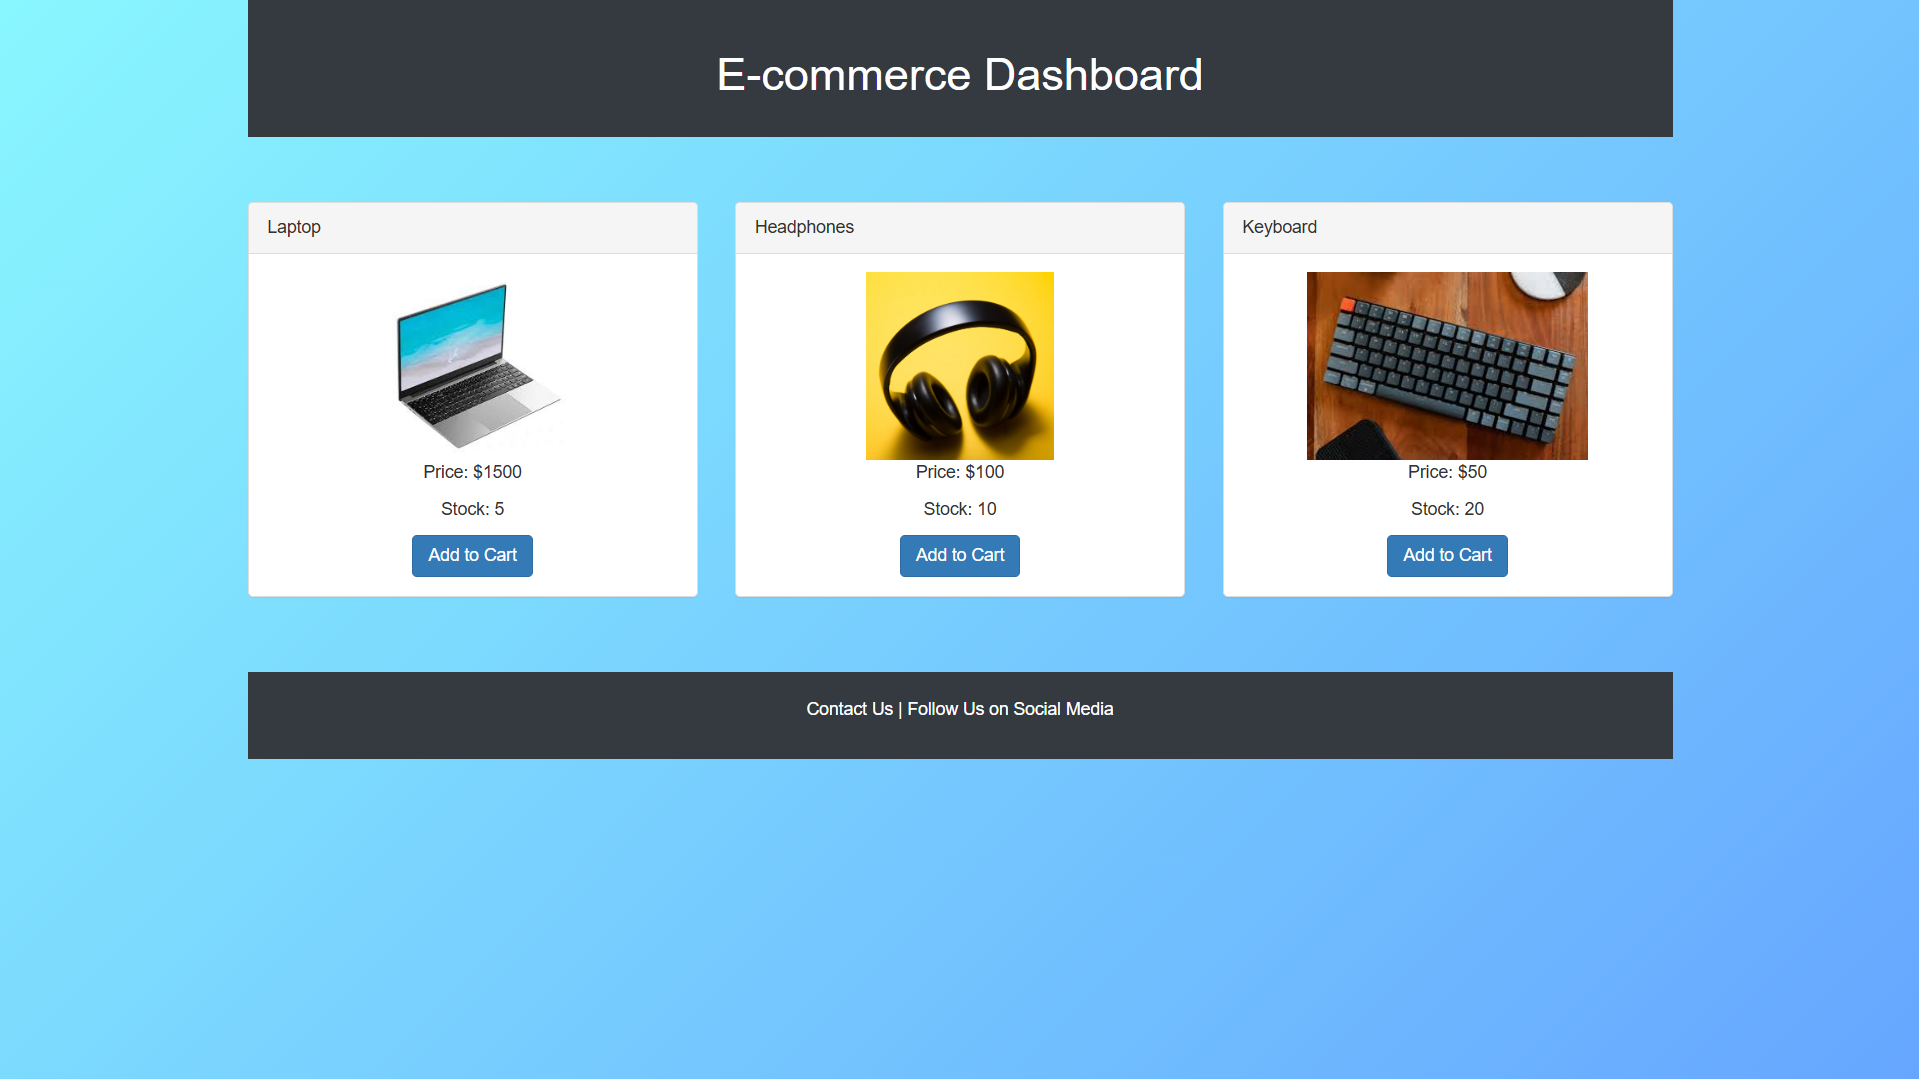 E-commerce Dashboard
Laptop
Price: $1500
Stock: 5
Add to Cart
Headphones
Price: $100
Stock: 10
Add to Cart
Keyboard
Price: $50
Stock: 20
Add to Cart
Contact Us | Follow Us on Social Media